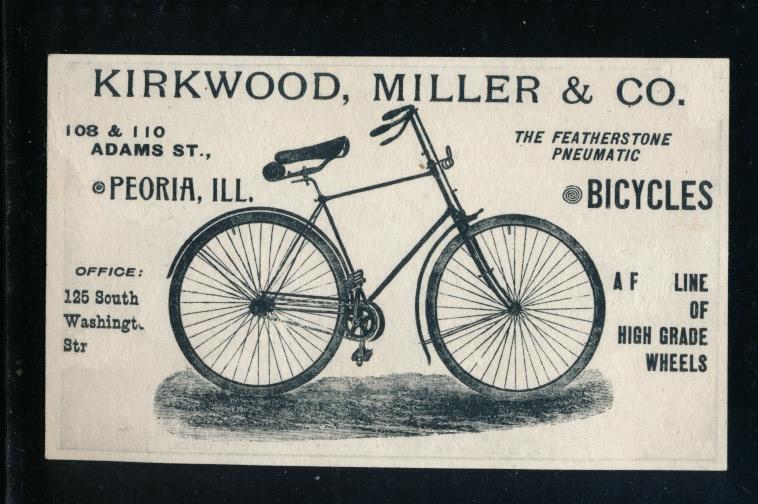 KIRKWOOD, MILLER & CO.
108 & 110
ADAMS ST.,
PEORIA, ILL.
THE FEATHERSTONE
PNEUMATIC
BICYCLES
OFFICE:
125 South
A F LINE
OF
HIGH GRADE
WHEELS